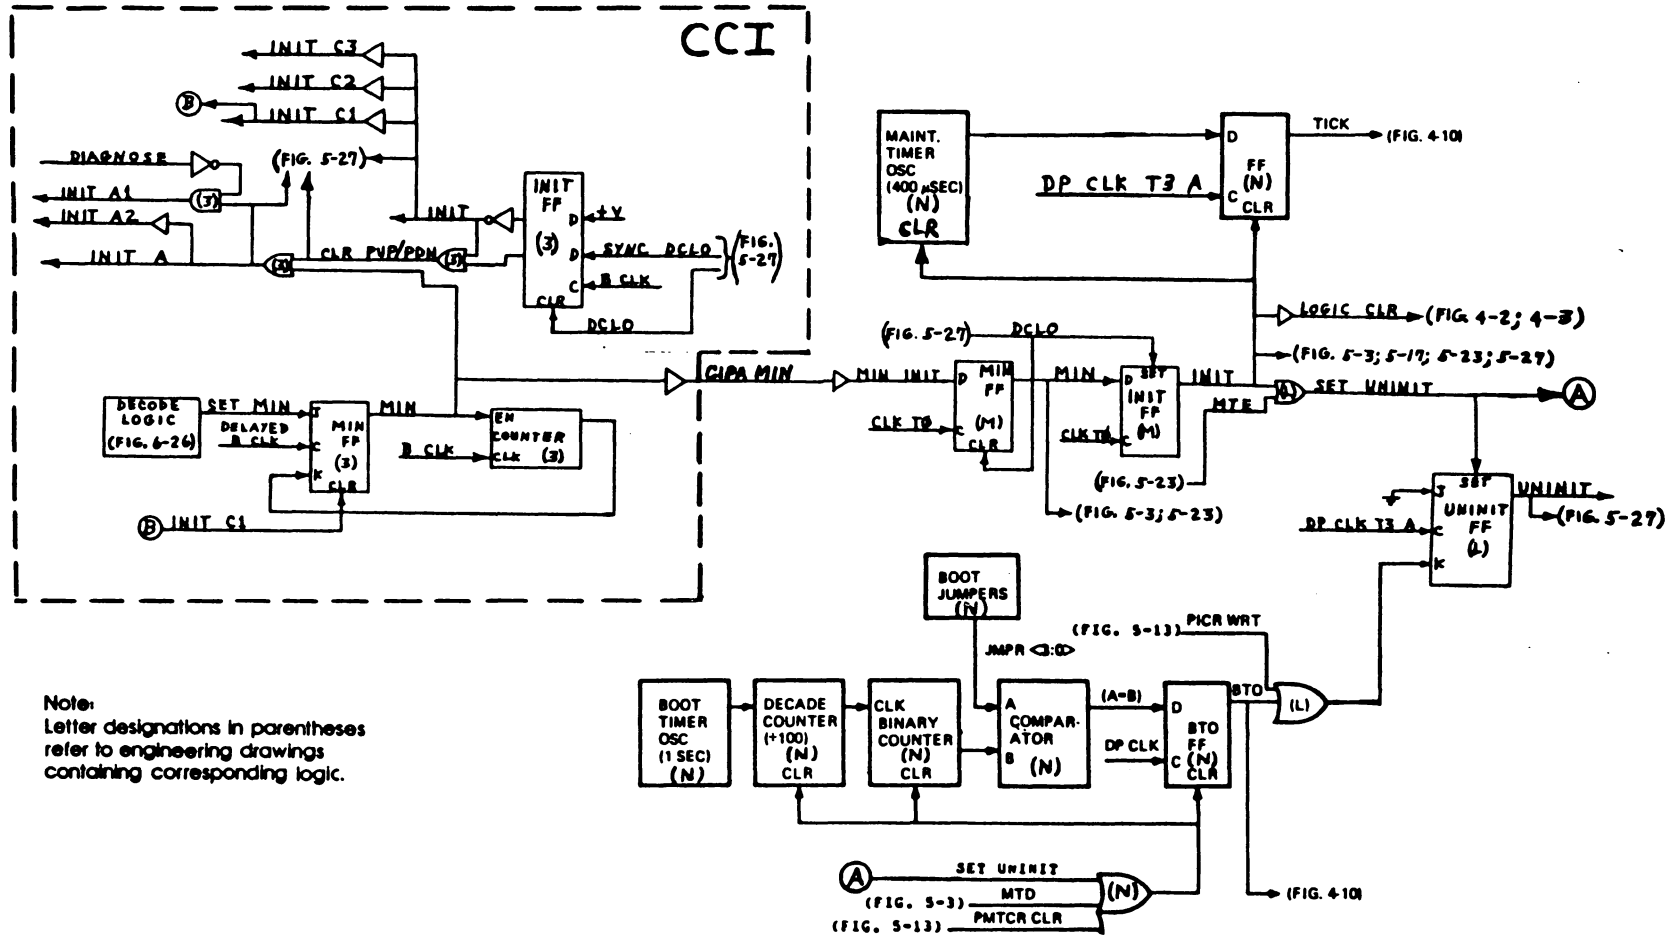 CCI
INIT C3
INIT C2
B
INIT C1
DIAGNOSE
(FIG. 5-27)
INIT A1
(3)
INIT A2
INIT A
(3)
CLR PUP/PDN
(3)
INIT
INIT
FF
(3)
D
+V
D
SYNC DCLO
(FIG.
5-27)
C
B CLK
CLR
DCLO
DECODE
LOGIC
(FIG. 6-26)
SET MIN
DELAYED
B CLK
J
C
K
MIN
FF
(3)
CLR
MIN
EN
COUNTER
CLK (3)
B CLK
B
INIT C1
CIPA MIN
MIN INIT
(FIG. 5-27)
DCLO
D
MIN
FF
(M)
C
CLR
CLK T0
MIN
(FIG. 5-3; 5-23)
SET
D
INIT
FF
(M)
C
CLK T0
INIT
MTE
(FIG. 5-23)
(L)
SET UNINIT
A
MAINT.
TIMER
OSC
(400 µSEC)
(N)
CLR
D
FF
(N)
C
CLR
DP CLK T3 A
TICK
(FIG. 4-10)
LOGIC CLR
(FIG. 4-2; 4-3)
(FIG. 5-3; 5-17; 5-23; 5-27)
SET
J
UNINIT
FF
(L)
C
K
DP CLK T3 A
UNINIT
(FIG. 5-27)
BOOT
JUMPERS
(N)
JMPR <3:0>
(FIG. 5-13)
PICR WRT
BOOT
TIMER
OSC
(1 SEC)
(N)
DECADE
COUNTER
(÷100)
(N)
CLR
CLK
BINARY
COUNTER
(N)
CLR
A
COMPAR-
ATOR
B
(N)
(A=B)
DP CLK
D
BTO
FF
C (N)
CLR
BTO
(L)
A
SET UNINIT
(FIG. 5-3)
MTD
(FIG. 5-13)
PMTCR CLR
(N)
(FIG. 4-10)
Note:
Letter designations in parentheses
refer to engineering drawings
containing corresponding logic.